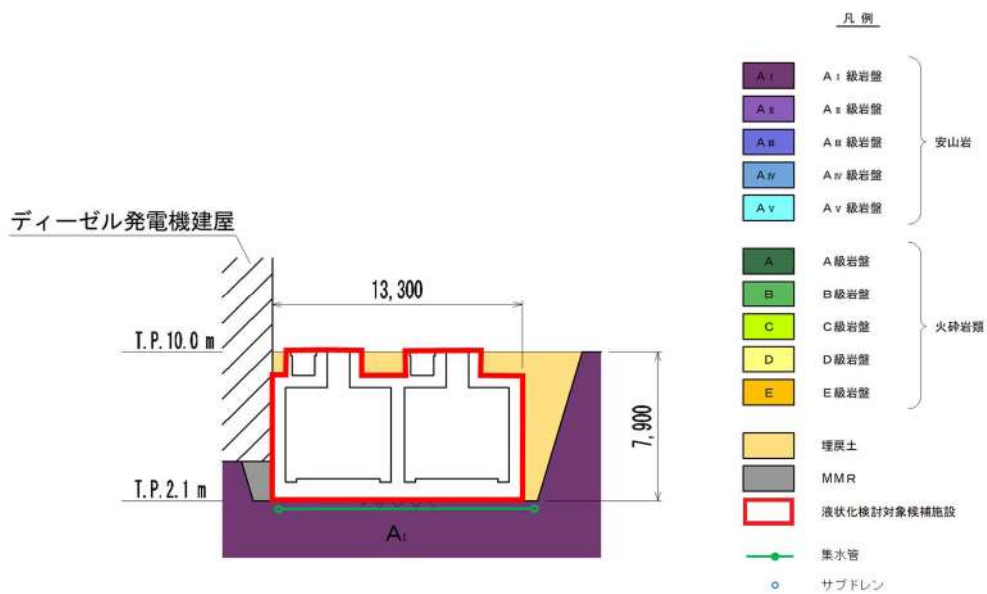 凡 例
AⅠ AⅠ級岩盤
AⅡ AⅡ級岩盤
AⅢ AⅢ級岩盤
AⅣ AⅣ級岩盤
AⅤ AⅤ級岩盤
安山岩
A A級岩盤
B B級岩盤
C C級岩盤
D D級岩盤
E E級岩盤
火砕岩類
埋戻土
MMR
液状化検討対象候補施設
集水管
サブドレン
ディーゼル発電機建屋
13,300
T.P.10.0 m
7,900
T.P.2.1 m
AⅠ